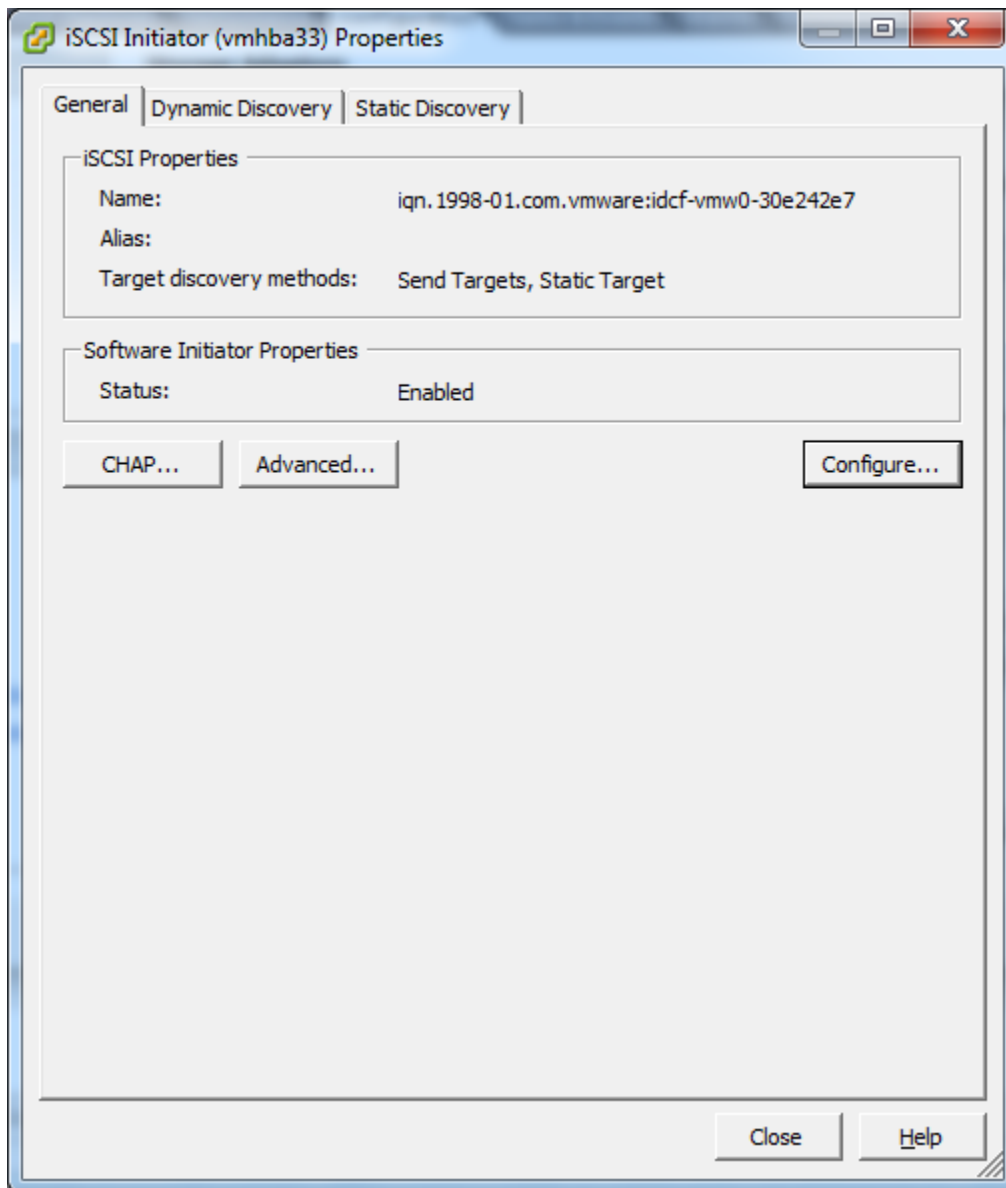 iSCSI Initiator (vmhba33) Properties
General Dynamic Discovery Static Discovery
iSCSI Properties
Name: iqn.1998-01.com.vmware:idcf-vmw0-30e242e7
Alias:
Target discovery methods: Send Targets, Static Target
Software Initiator Properties
Status: Enabled
CHAP... Advanced... Configure...
Close Help